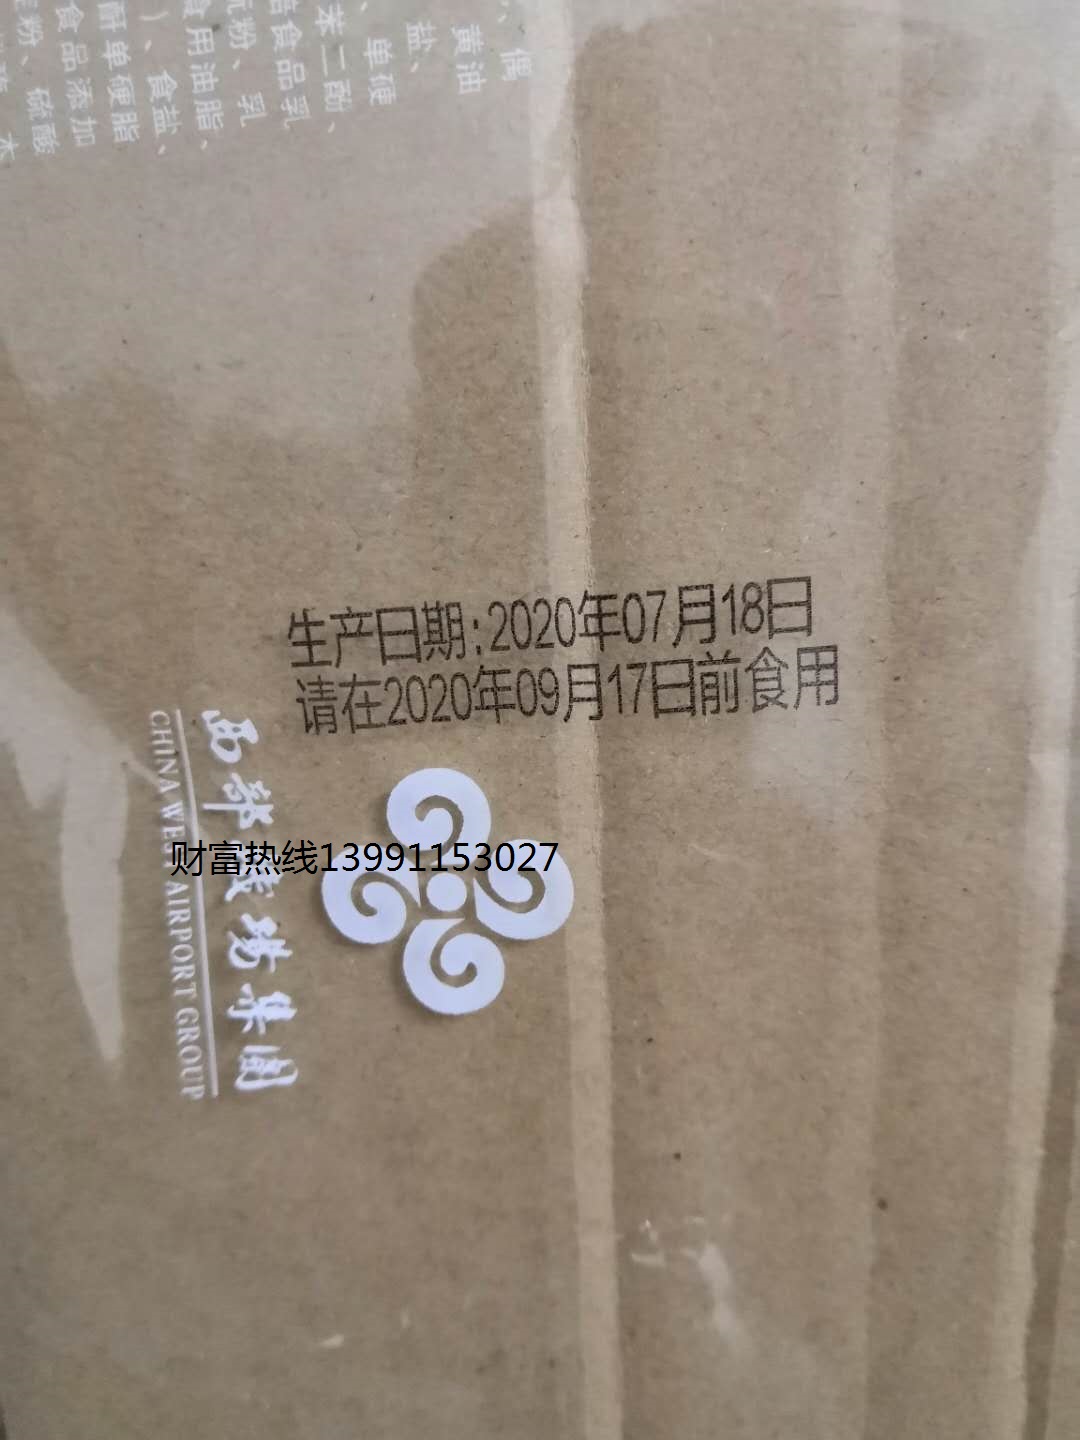 、偶
黄油
盐、
、单硬
苯二酚、
食品乳
粉、乳
食用油脂、
）、食盐、
酐单硬脂
食品添加
粉、硫酸
生产日期:2020年07月18日
请在2020年09月17日前食用
西部机场集团
CHINA WEST AIRPORT GROUP
财富热线13991153027